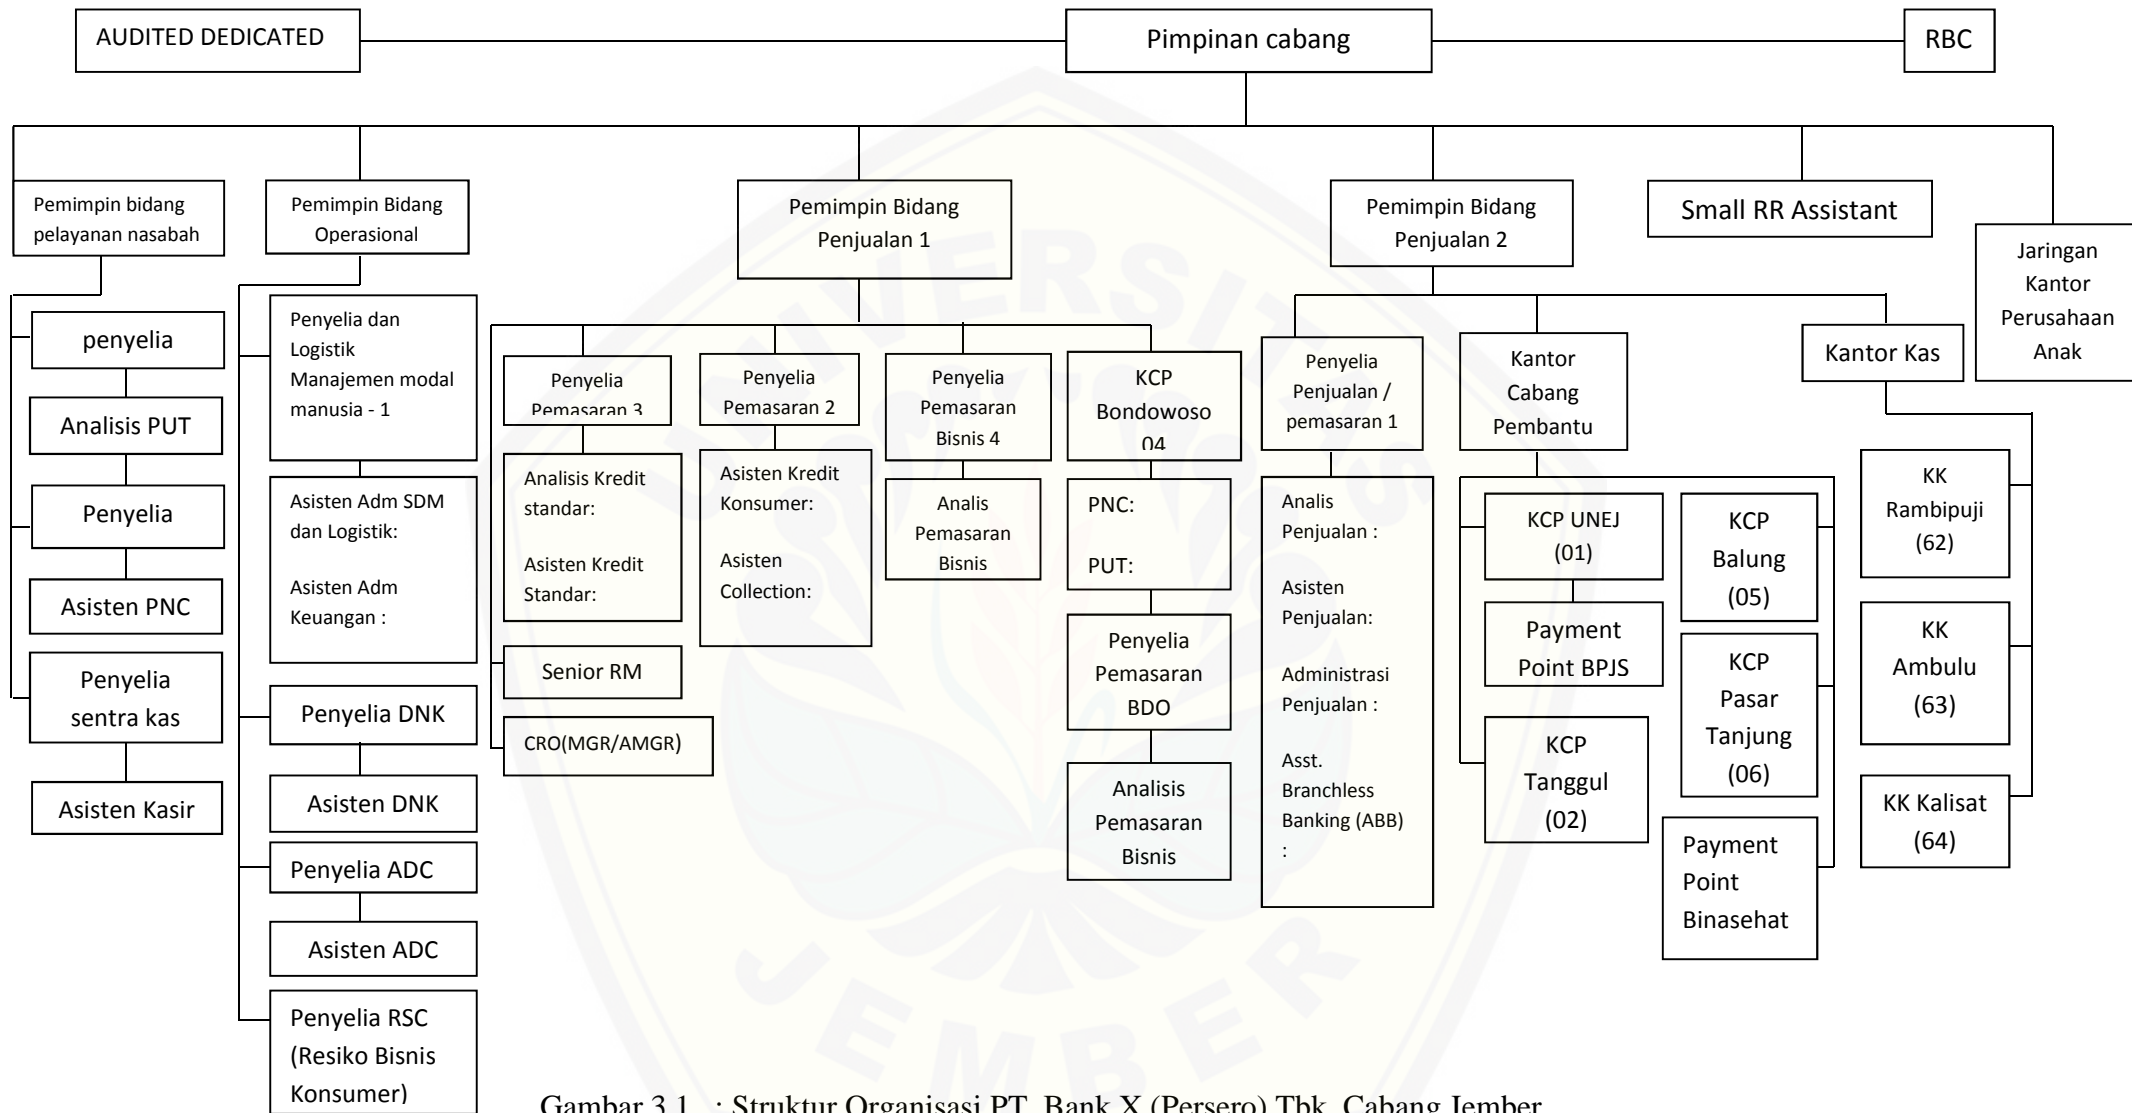 AUDITED DEDICATED
Pimpinan cabang
RBC
Pemimpin bidang
pelayanan nasabah
Pemimpin Bidang
Operasional
Pemimpin Bidang
Penjualan 1
Pemimpin Bidang
Penjualan 2
Small RR Assistant
Jaringan
Kantor
Perusahaan
Anak
penyelia
Analisis PUT
Penyelia
Asisten PNC
Penyelia
sentra kas
Asisten Kasir
Penyelia dan
Logistik
Manajemen modal
manusia - 1
Asisten Adm SDM
dan Logistik:
Asisten Adm
Keuangan :
Penyelia DNK
Asisten DNK
Penyelia ADC
Asisten ADC
Penyelia RSC
(Resiko Bisnis
Konsumer)
Penyelia
Pemasaran 3
Analisis Kredit
standar:
Asisten Kredit
Standar:
Senior RM
CRO(MGR/AMGR)
Penyelia
Pemasaran 2
Asisten Kredit
Konsumer:
Asisten
Collection:
Penyelia
Pemasaran
Bisnis 4
Analis
Pemasaran
Bisnis
KCP
Bondowoso
04
PNC:
PUT:
Penyelia
Pemasaran
BDO
Analisis
Pemasaran
Bisnis
Penyelia
Penjualan /
pemasaran 1
Analis
Penjualan :
Asisten
Penjualan:
Administrasi
Penjualan :
Asst.
Branchless
Banking (ABB)
:
Kantor
Cabang
Pembantu
KCP UNEJ
(01)
Payment
Point BPJS
KCP
Tanggul
(02)
KCP
Balung
(05)
KCP
Pasar
Tanjung
(06)
Payment
Point
Binasehat
Kantor Kas
KK
Rambipuji
(62)
KK
Ambulu
(63)
KK Kalisat
(64)
UNIVERSITAS
JEMBER
Gambar 3.1 : Struktur Organisasi PT. Bank X (Persero) Tbk. Cabang Jember